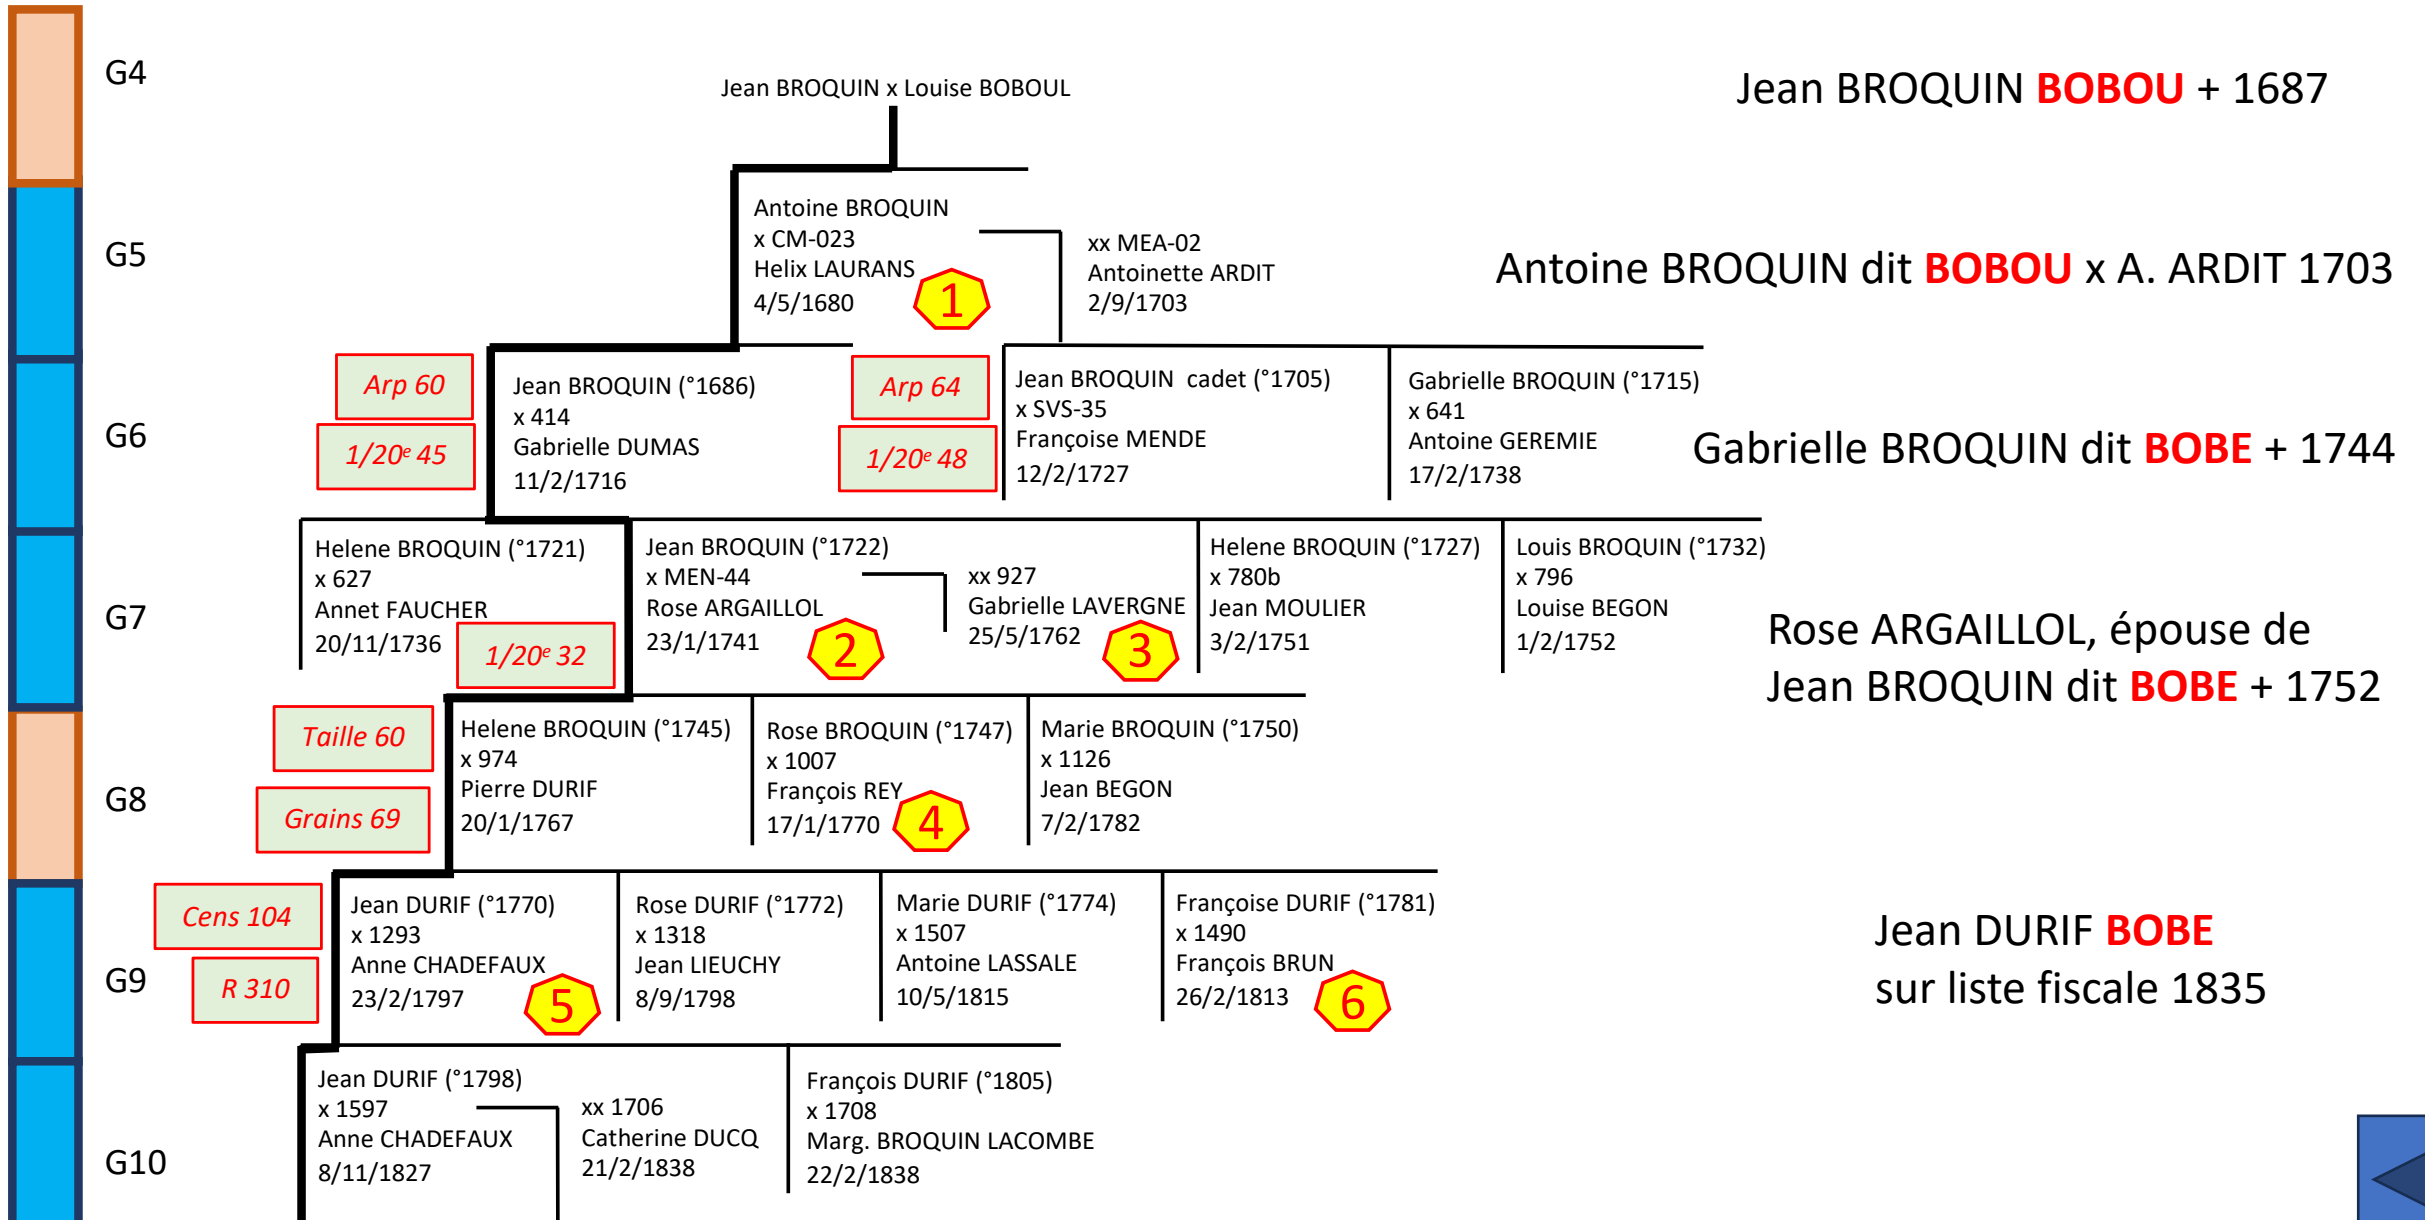 G4
Jean BROQUIN x Louise BOBOUL
Jean BROQUIN BOBOU + 1687
G5
Antoine BROQUIN
x CM-023
Helix LAURANS
4/5/1680
1
xx MEA-02
Antoinette ARDIT
2/9/1703
Antoine BROQUIN dit BOBOU x A. ARDIT 1703
G6
Arp 60
1/20e 45
Jean BROQUIN (°1686)
x 414
Gabrielle DUMAS
11/2/1716
Arp 64
1/20e 48
Jean BROQUIN cadet (°1705)
x SVS-35
Françoise MENDE
12/2/1727
Gabrielle BROQUIN (°1715)
x 641
Antoine GEREMIE
17/2/1738
Gabrielle BROQUIN dit BOBE + 1744
G7
Helene BROQUIN (°1721)
x 627
Annet FAUCHER
20/11/1736
1/20e 32
Jean BROQUIN (°1722)
x MEN-44
Rose ARGAILLOL
23/1/1741
2
xx 927
Gabrielle LAVERGNE
25/5/1762
3
Helene BROQUIN (°1727)
x 780b
Jean MOULIER
3/2/1751
Louis BROQUIN (°1732)
x 796
Louise BEGON
1/2/1752
Rose ARGAILLOL, épouse de
Jean BROQUIN dit BOBE + 1752
G8
Taille 60
Grains 69
Helene BROQUIN (°1745)
x 974
Pierre DURIF
20/1/1767
Rose BROQUIN (°1747)
x 1007
François REY
17/1/1770
4
Marie BROQUIN (°1750)
x 1126
Jean BEGON
7/2/1782
G9
Cens 104
R 310
Jean DURIF (°1770)
x 1293
Anne CHADEFAUX
23/2/1797
5
Rose DURIF (°1772)
x 1318
Jean LIEUCHY
8/9/1798
Marie DURIF (°1774)
x 1507
Antoine LASSALE
10/5/1815
Françoise DURIF (°1781)
x 1490
François BRUN
26/2/1813
6
Jean DURIF BOBE
sur liste fiscale 1835
G10
Jean DURIF (°1798)
x 1597
Anne CHADEFAUX
8/11/1827
xx 1706
Catherine DUCQ
21/2/1838
François DURIF (°1805)
x 1708
Marg. BROQUIN LACOMBE
22/2/1838